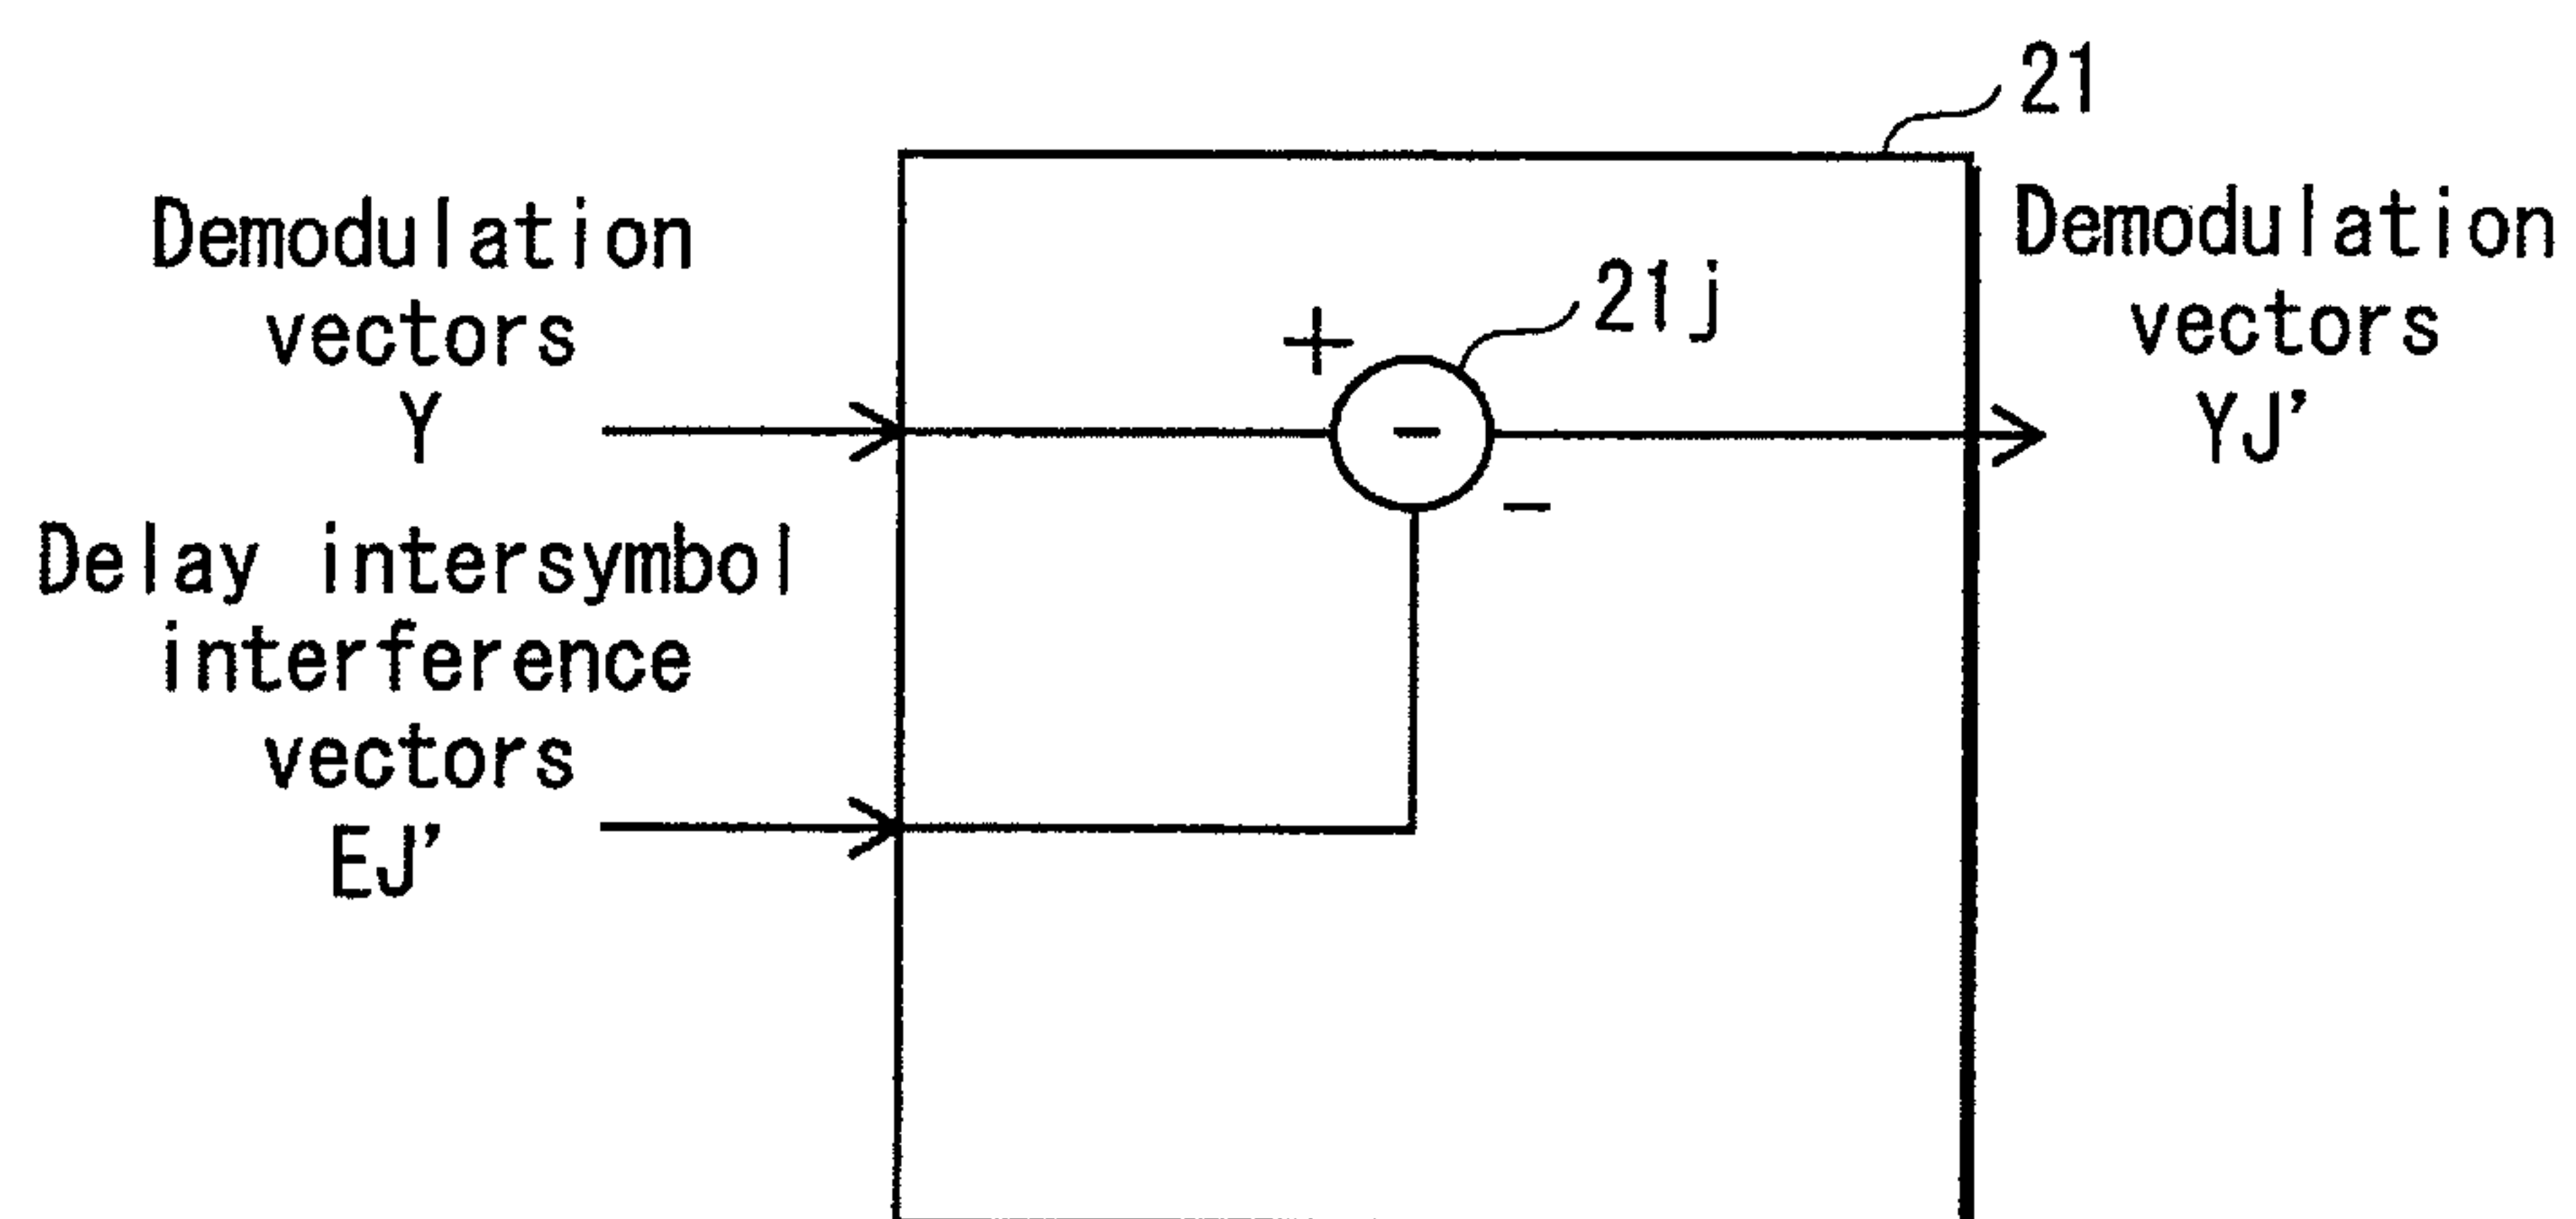 21
Demodulation
vectors
Y
Demodulation
vectors
YJ'
21j
+
-
-
Delay intersymbol
interference
vectors
EJ'